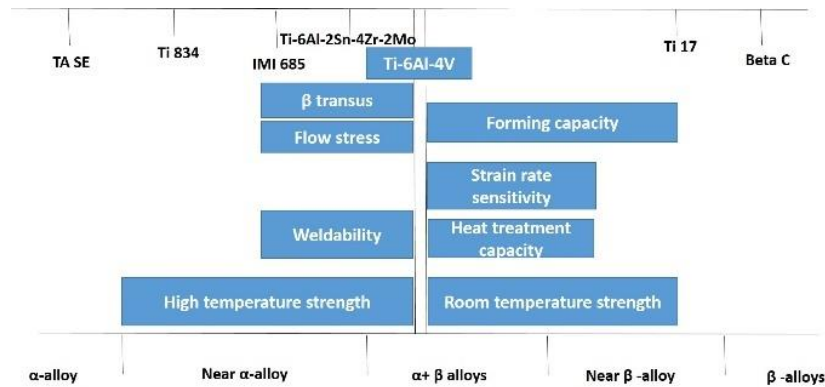 Ti-6Al-2Sn-4Zr-2Mo
TA SE
Ti 834
IMI 685
Ti-6Al-4V
Ti 17
Beta C
β transus
Flow stress
Forming capacity
Strain rate
sensitivity
Weldability
Heat treatment
capacity
High temperature strength
Room temperature strength
α-alloy
Near α-alloy
α+ β alloys
Near β -alloy
β -alloys